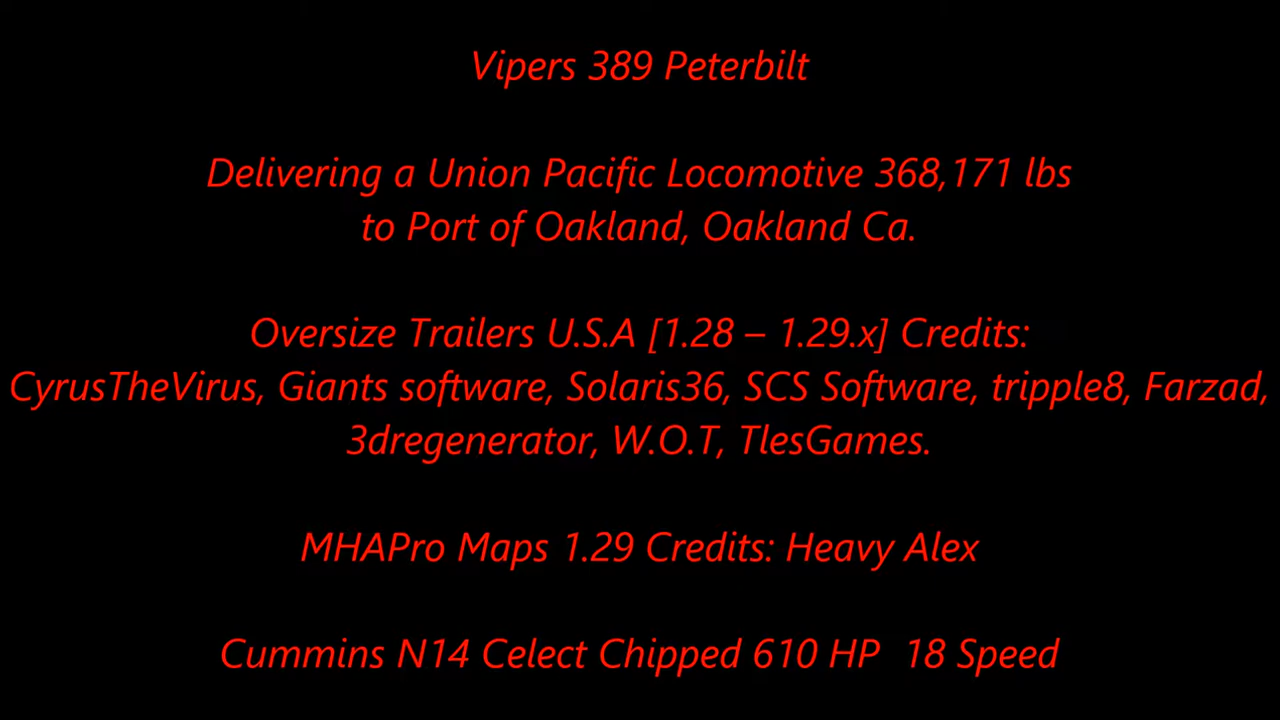 Vipers 389 Peterbilt
Delivering a Union Pacific Locomotive 368,171 lbs
to Port of Oakland, Oakland Ca.
Oversize Trailers U.S.A [1.28 – 1.29.x] Credits:
CyrusTheVirus, Giants software, Solaris36, SCS Software, tripple8, Farzad,
3dregenerator, W.O.T, TlesGames.
MHAPro Maps 1.29 Credits: Heavy Alex
Cummins N14 Celect Chipped 610 HP  18 Speed